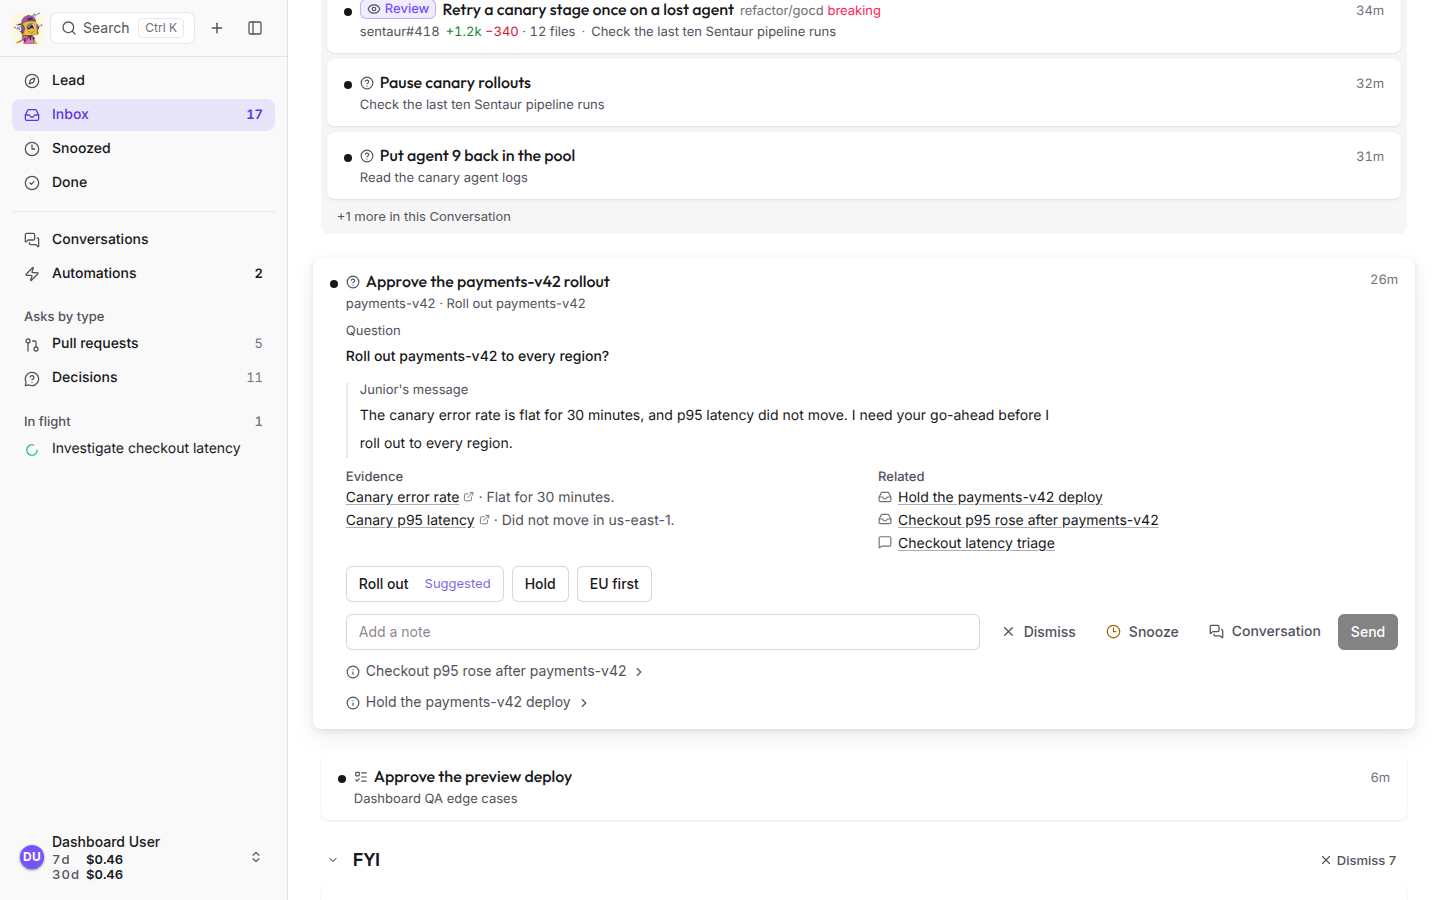 Search Ctrl K
Lead
Inbox 17
Snoozed
Done
Conversations
Automations 2
Asks by type
Pull requests 5
Decisions 11
In flight 1
Investigate checkout latency
DU Dashboard User
7d $0.46
30d $0.46
Review Retry a canary stage once on a lost agent refactor/gocd breaking 34m
sentaur#418 +1.2k −340 · 12 files · Check the last ten Sentaur pipeline runs
Pause canary rollouts 32m
Check the last ten Sentaur pipeline runs
Put agent 9 back in the pool 31m
Read the canary agent logs
+1 more in this Conversation
Approve the payments-v42 rollout 26m
payments-v42 · Roll out payments-v42
Question
Roll out payments-v42 to every region?
Junior's message
The canary error rate is flat for 30 minutes, and p95 latency did not move. I need your go-ahead before I
roll out to every region.
Evidence
Canary error rate · Flat for 30 minutes.
Canary p95 latency · Did not move in us-east-1.
Related
Hold the payments-v42 deploy
Checkout p95 rose after payments-v42
Checkout latency triage
Roll out Suggested Hold EU first
Add a note Dismiss Snooze Conversation Send
Checkout p95 rose after payments-v42
Hold the payments-v42 deploy
Approve the preview deploy 6m
Dashboard QA edge cases
FYI Dismiss 7